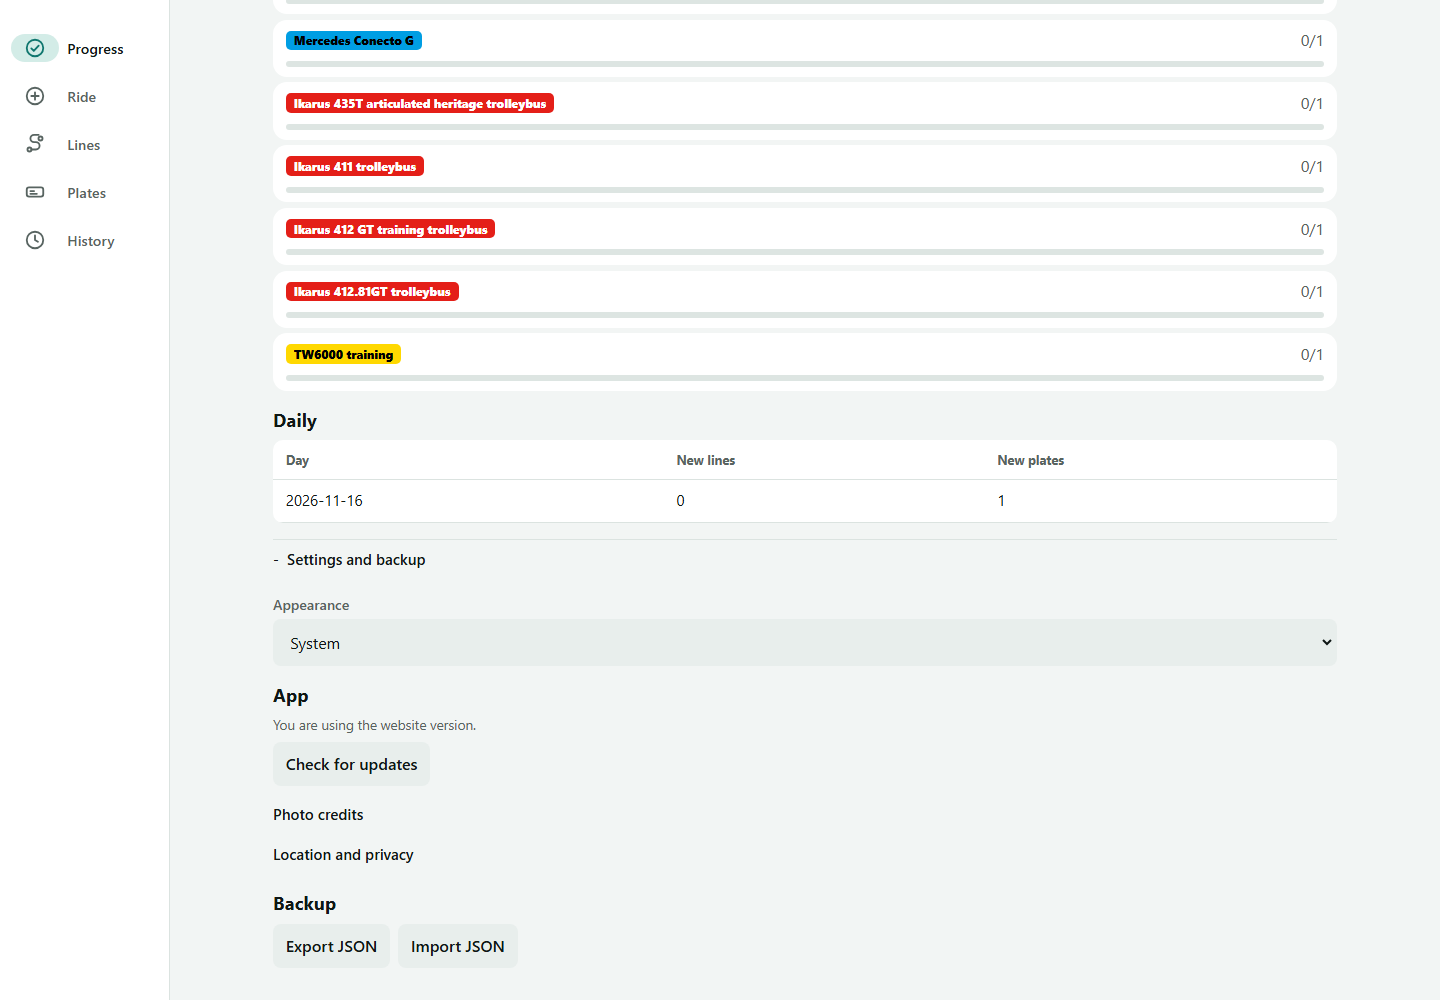 Progress
Ride
Lines
Plates
History
Mercedes Conecto G 0/1
Ikarus 435T articulated heritage trolleybus 0/1
Ikarus 411 trolleybus 0/1
Ikarus 412 GT training trolleybus 0/1
Ikarus 412.81GT trolleybus 0/1
TW6000 training 0/1
Daily
Day New lines New plates
2026-11-16 0 1
- Settings and backup
Appearance
System
App
You are using the website version.
Check for updates
Photo credits
Location and privacy
Backup
Export JSON Import JSON